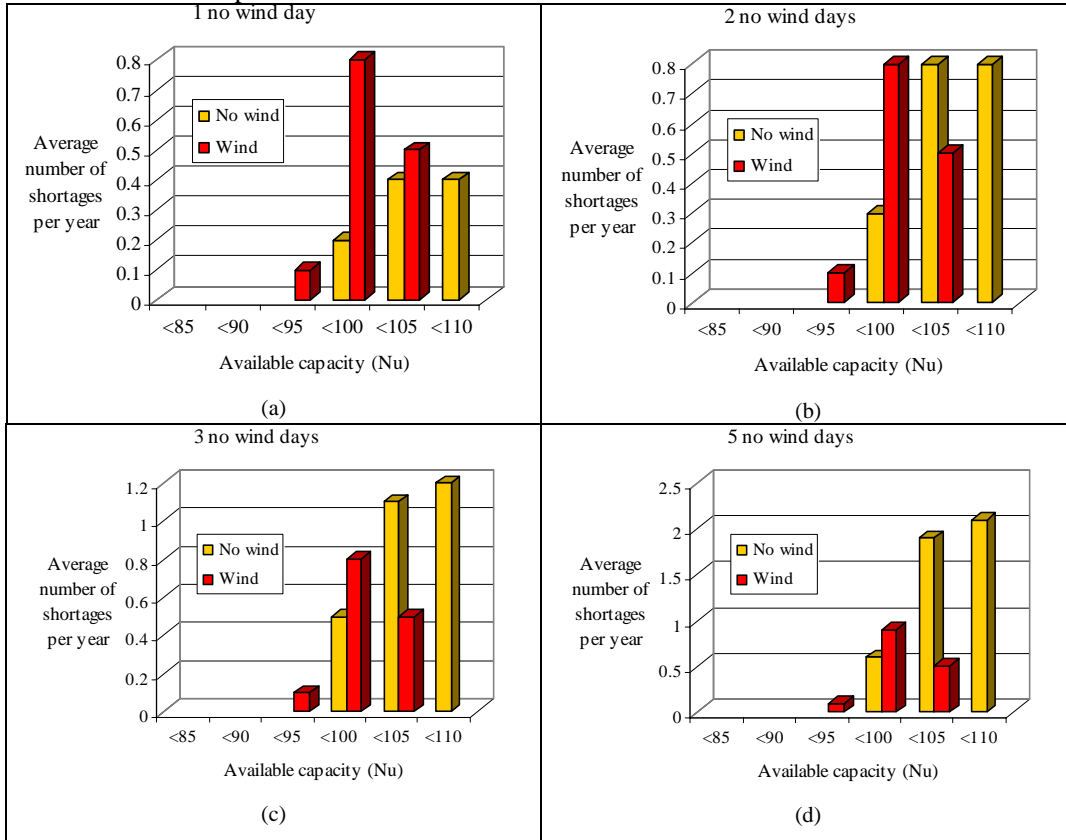 1 no wind day
0.8
0.7
0.6
0.5
0.4
0.3
0.2
0.1
0
Average
number of
shortages
per year
No wind
Wind
<85 <90 <95 <100 <105 <110
Available capacity (Nu)
(a)
2 no wind days
0.8
0.7
0.6
0.5
0.4
0.3
0.2
0.1
0
Average
number of
shortages
per year
No wind
Wind
<85 <90 <95 <100 <105 <110
Available capacity (Nu)
(b)
3 no wind days
1.2
1
0.8
0.6
0.4
0.2
0
Average
number of
shortages
per year
No wind
Wind
<85 <90 <95 <100 <105 <110
Available capacity (Nu)
(c)
5 no wind days
2.5
2
1.5
1
0.5
0
Average
number of
shortages
per year
No wind
Wind
<85 <90 <95 <100 <105 <110
Available capacity (Nu)
(d)